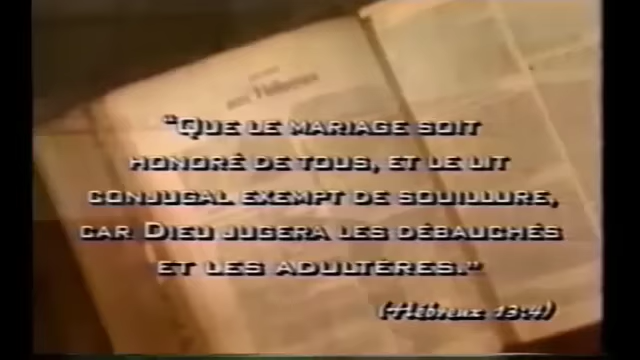 "QUE LE MARIAGE SOIT
HONORÉ DE TOUS, ET LE LIT
CONJUGAL EXEMPT DE SOUILLURE,
CAR DIEU JUGERA LES DÉBAUCHÉS
ET LES ADULTÈRES."
(Hébreux 13:4)